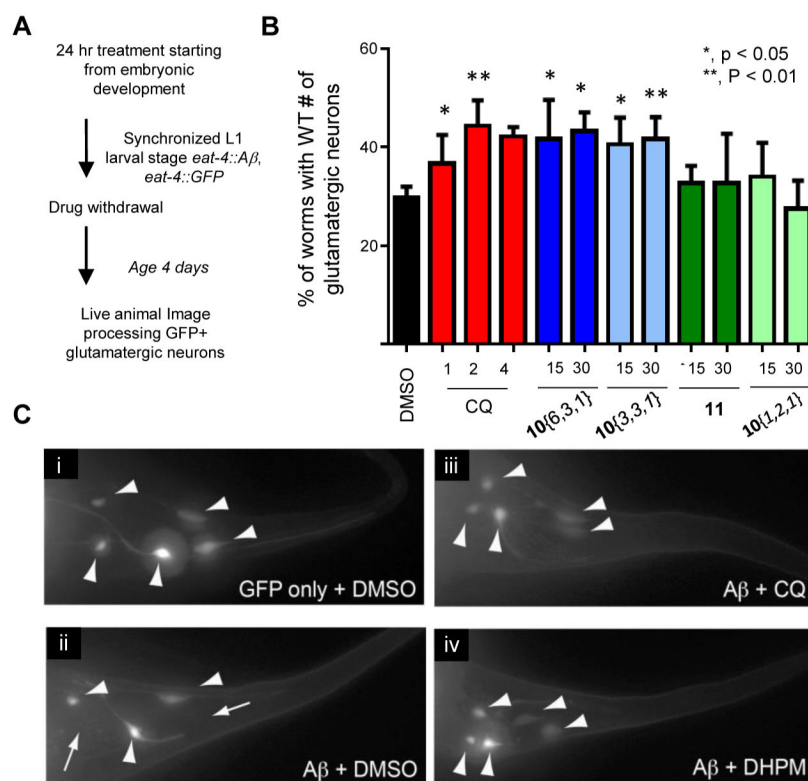 A
24 hr treatment starting
from embryonic
development
Synchronized L1
larval stage eat-4::Aβ,
eat-4::GFP
Drug withdrawal
Age 4 days
Live animal Image
processing GFP+
glutamatergic neurons
B
% of worms with WT # of
glutamatergic neurons
60
40
20
*, p < 0.05
**, P < 0.01
* ** * * * **
DMSO
1 2 4
CQ
15 30
10{6,3,1}
15 30
10{3,3,1}
15 30
11
15 30
10{1,2,1}
C
i
GFP only + DMSO
ii
Aβ + DMSO
iii
Aβ + CQ
iv
Aβ + DHPM